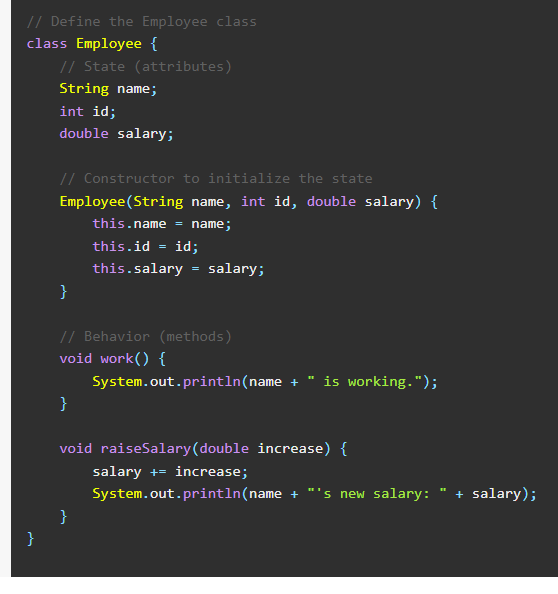 // Define the Employee class
class Employee {
    // State (attributes)
    String name;
    int id;
    double salary;

    // Constructor to initialize the state
    Employee(String name, int id, double salary) {
        this.name = name;
        this.id = id;
        this.salary = salary;
    }

    // Behavior (methods)
    void work() {
        System.out.println(name + " is working.");
    }

    void raiseSalary(double increase) {
        salary += increase;
        System.out.println(name + "'s new salary: " + salary);
    }
}